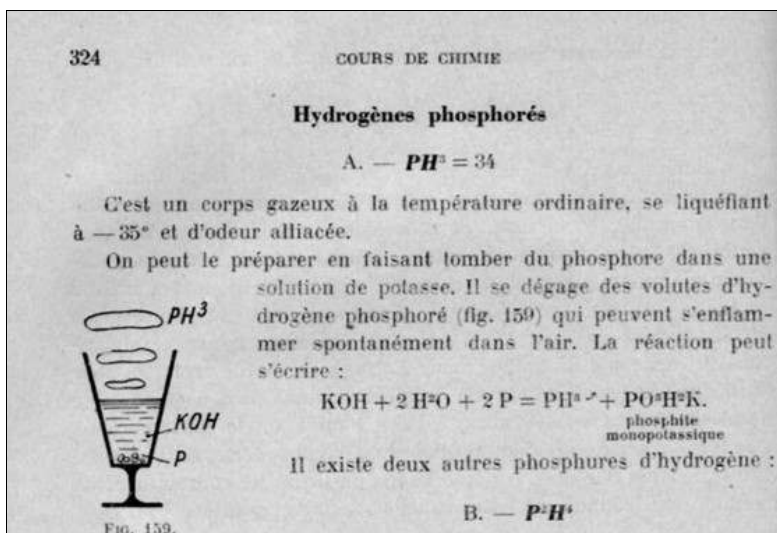 324
COURS DE CHIMIE
Hydrogènes phosphorés
A. — PH³ = 34
C'est un corps gazeux à la température ordinaire, se liquéfiant
à — 35° et d'odeur alliacée.
On peut le préparer en faisant tomber du phosphore dans une
solution de potasse. Il se dégage des volutes d'hy-
drogène phosphoré (fig. 159) qui peuvent s'enflam-
mer spontanément dans l'air. La réaction peut
s'écrire :
KOH + 2 H²O + 2 P = PH³ ↗ + PO³H²K.
phosphite
monopotassique
Il existe deux autres phosphures d'hydrogène :
B. — P²H⁴
PH³
KOH
P
FIG. 159.